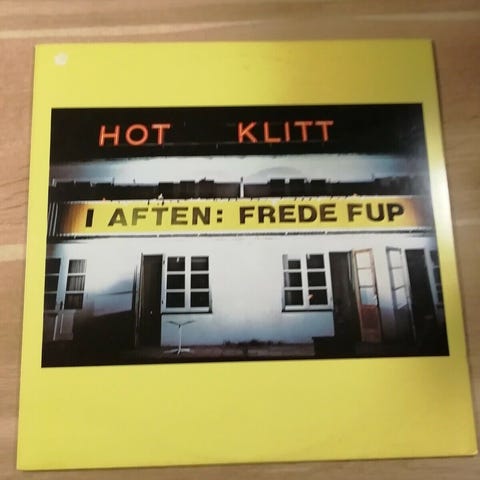 HOT KLITT
I AFTEN: FREDE FUP